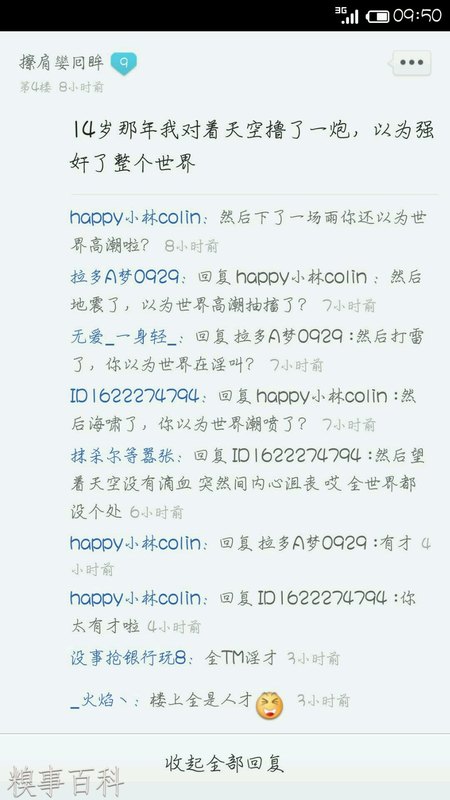 3G 09:50
擦肩娑囘眸 9
第4楼 8小时前
14岁那年我对着天空撸了一炮，以为强
奸了整个世界
happy小林colin：然后下了一场雨你还以为世
界高潮啦？ 8小时前
拉多A梦0929：回复 happy小林colin ：然后
地震了，以为世界高潮抽搐了？ 7小时前
无爱_一身轻_：回复 拉多A梦0929 :然后打雷
了，你以为世界在淫叫？ 7小时前
ID1622274794：回复 happy小林colin :然
后海啸了，你以为世界潮喷了？ 7小时前
抹采尔等嚣张：回复 ID1622274794 :然后望
着天空没有滴血 突然间内心沮丧 哎 全世界都
没个处 6小时前
happy小林colin：回复 拉多A梦0929 :有才 4
小时前
happy小林colin：回复 ID1622274794 :你
太有才啦 4小时前
没事抢银行玩8：全TM淫才 3小时前
_火焰丶：楼上全是人才 3小时前
收起全部回复
糗事百科